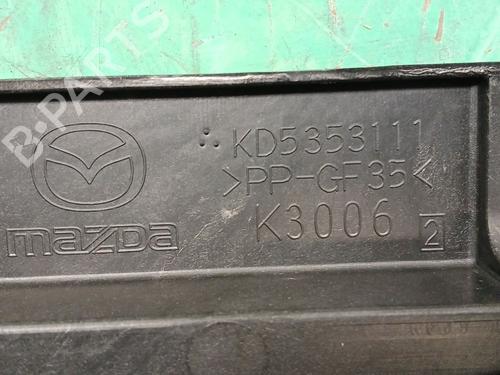 B-PARTS
KD5353111
>PP-GF35<
mazda
K3006 2